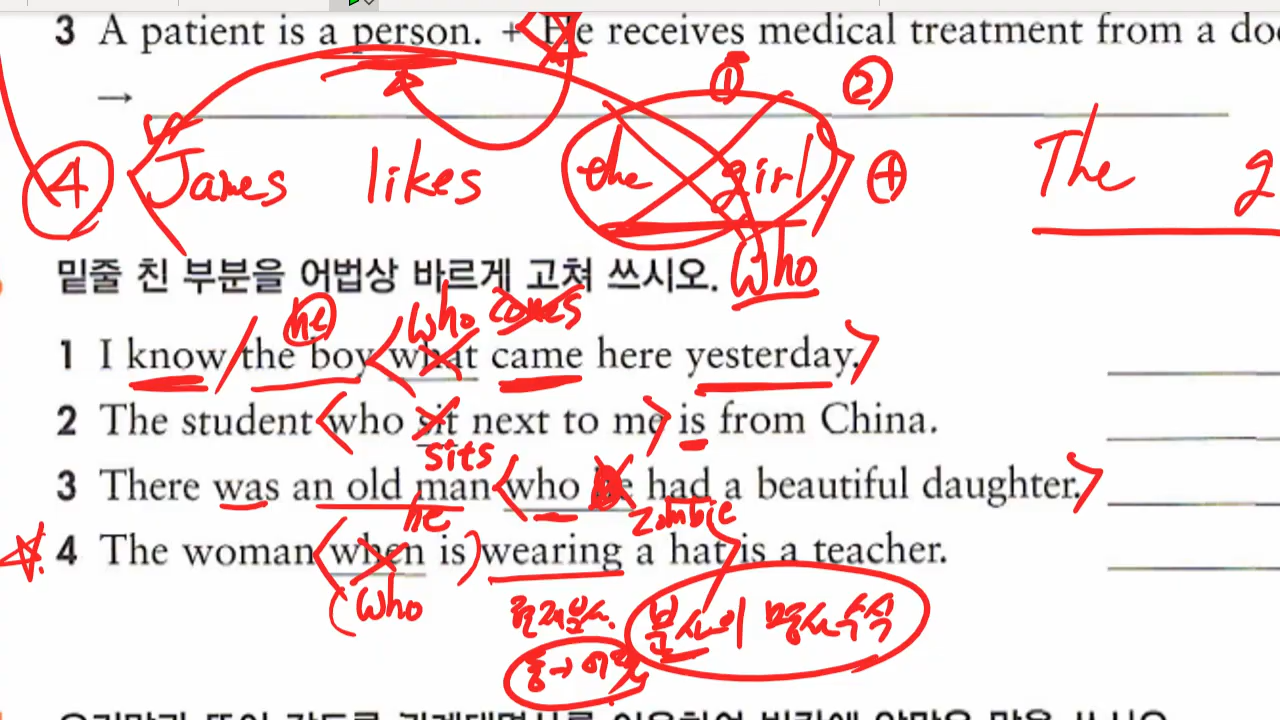 3 A patient is a person. + He receives medical treatment from a do
→
① ②
④ James likes the girl ⊕ The g
밑줄 친 부분을 어법상 바르게 고쳐 쓰시오. who
he who comes
1 I know the boy what came here yesterday.
2 The student who sit next to me is from China.
sits
3 There was an old man who he had a beautiful daughter.
he zombie
4 The woman when is wearing a hat is a teacher.
who 현재분사. 분사의 명사수식